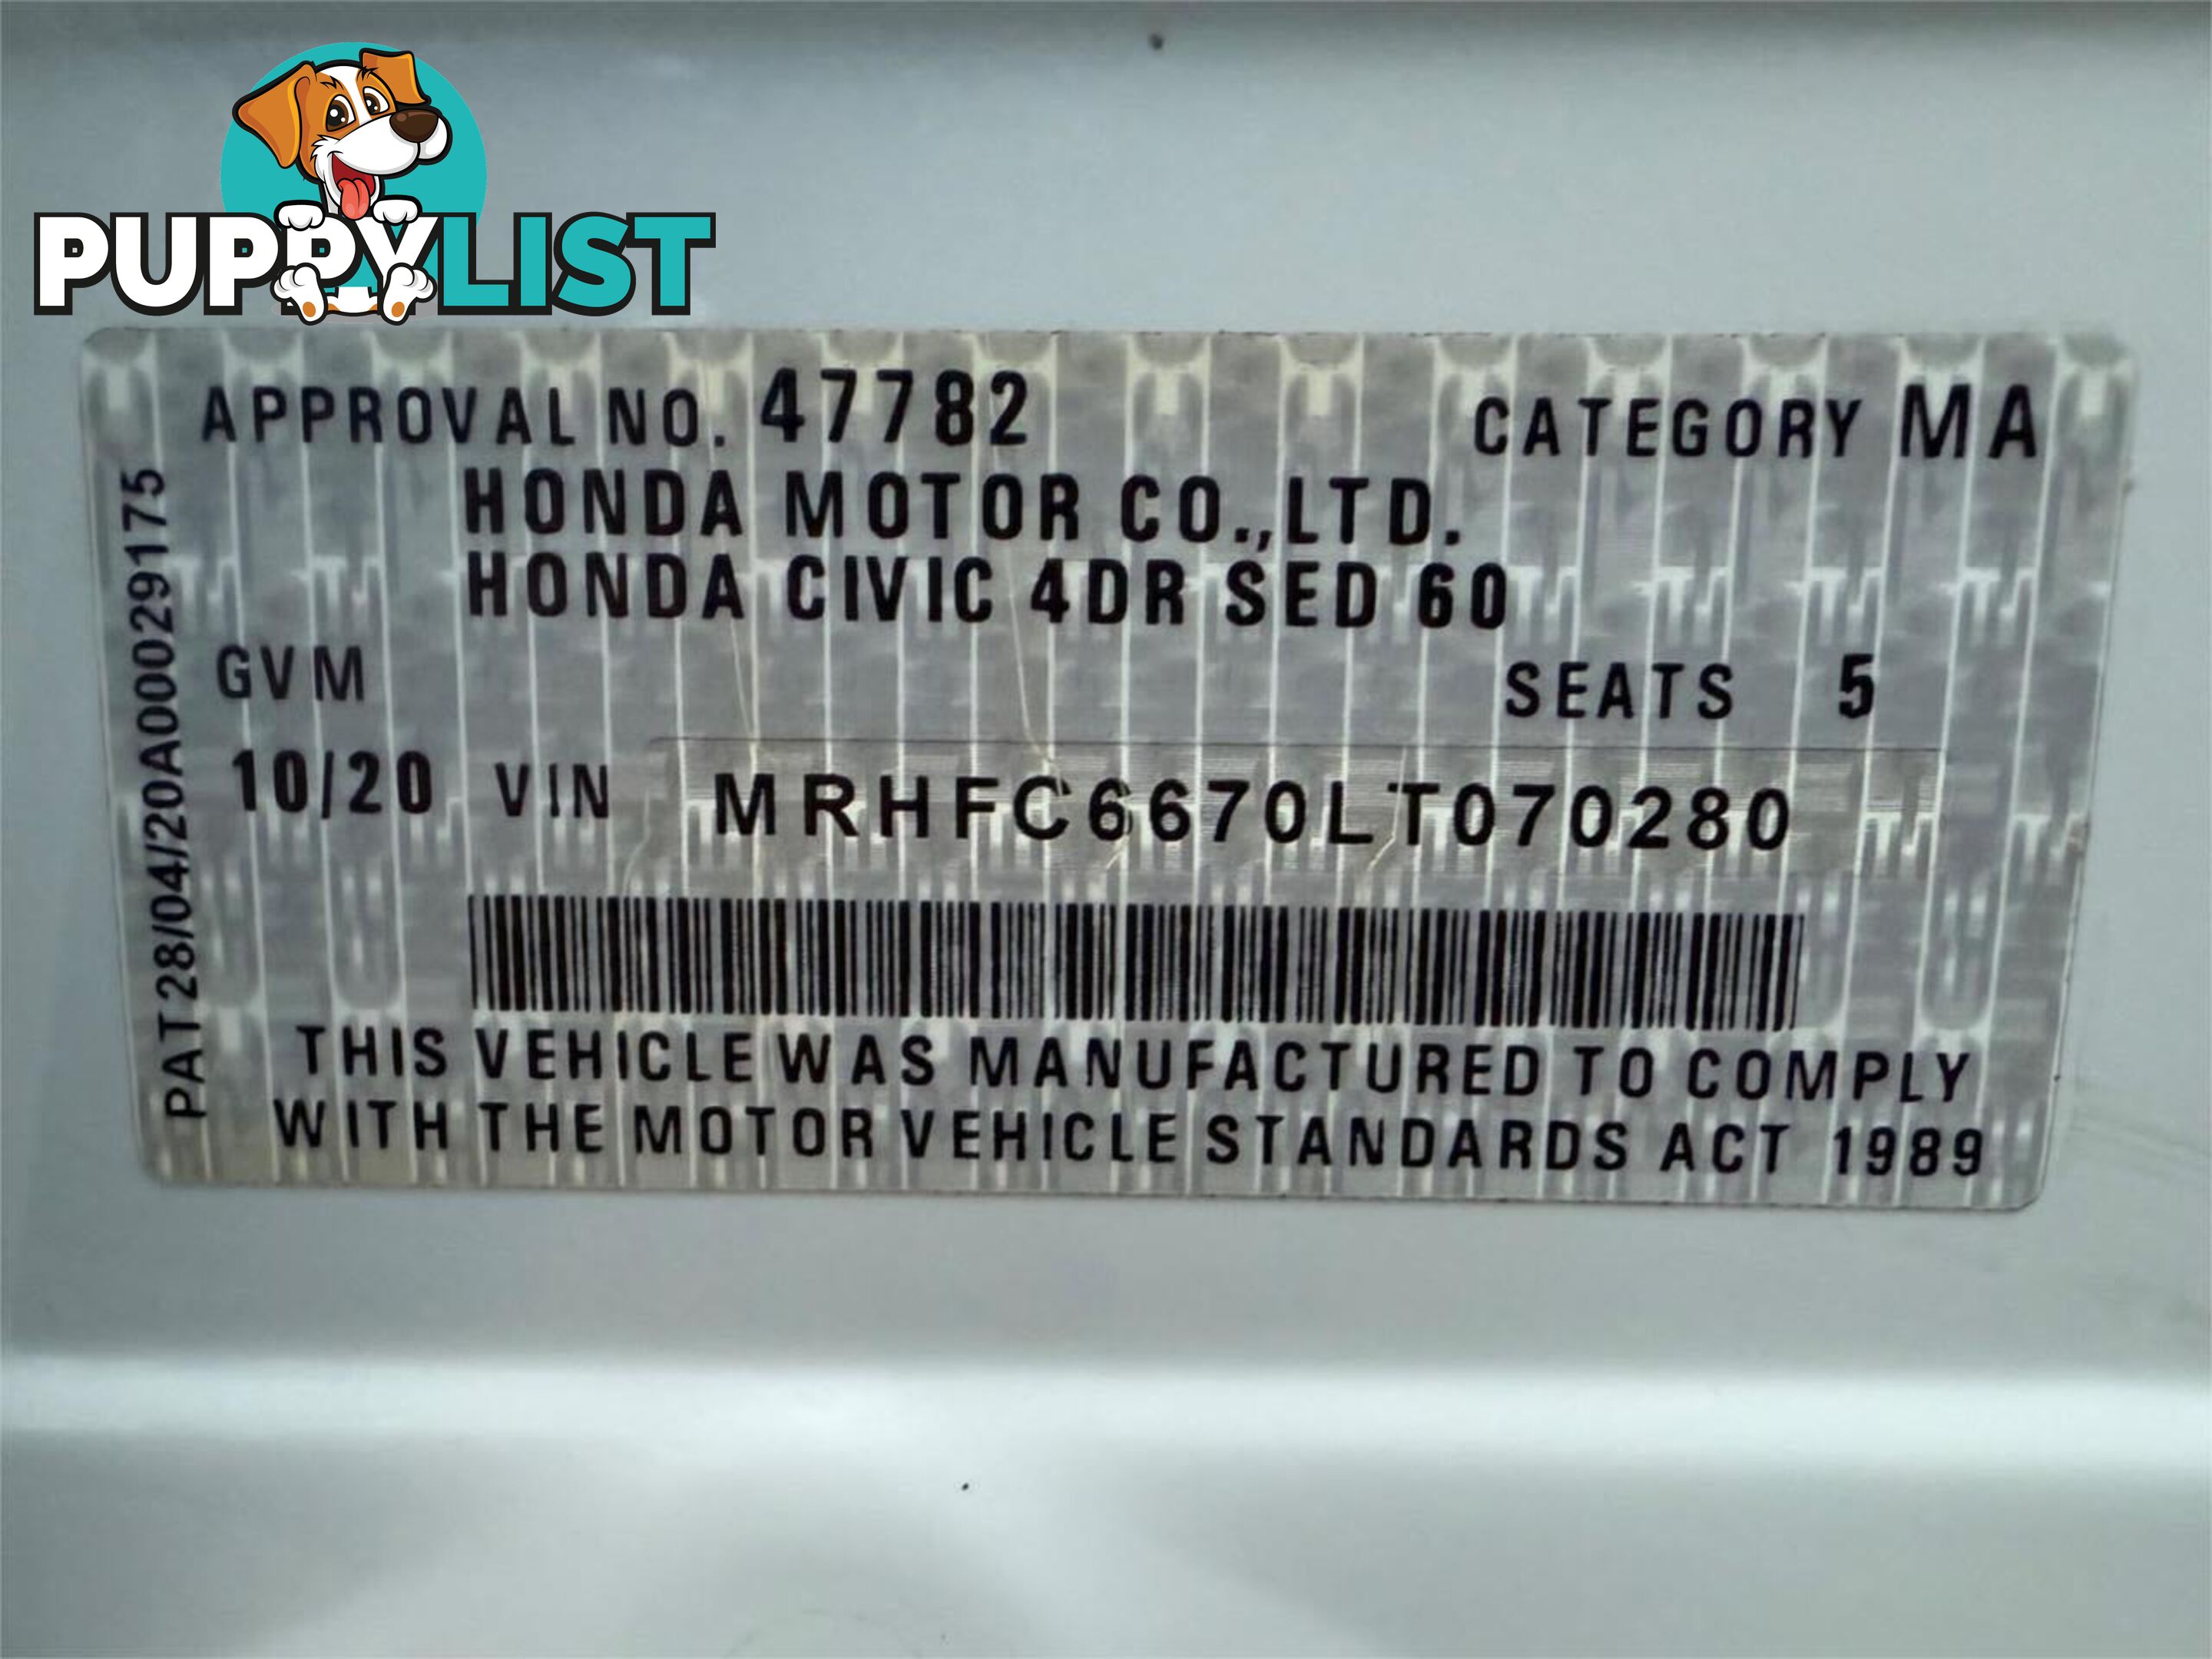 PUPPYLIST
APPROVAL NO. 47782 CATEGORY MA
HONDA MOTOR CO.,LTD.
HONDA CIVIC 4DR SED 60
GVM SEATS 5
10/20 VIN MRHFC6670LT070280
THIS VEHICLE WAS MANUFACTURED TO COMPLY
WITH THE MOTOR VEHICLE STANDARDS ACT 1989
PAT28/04/20A00029175